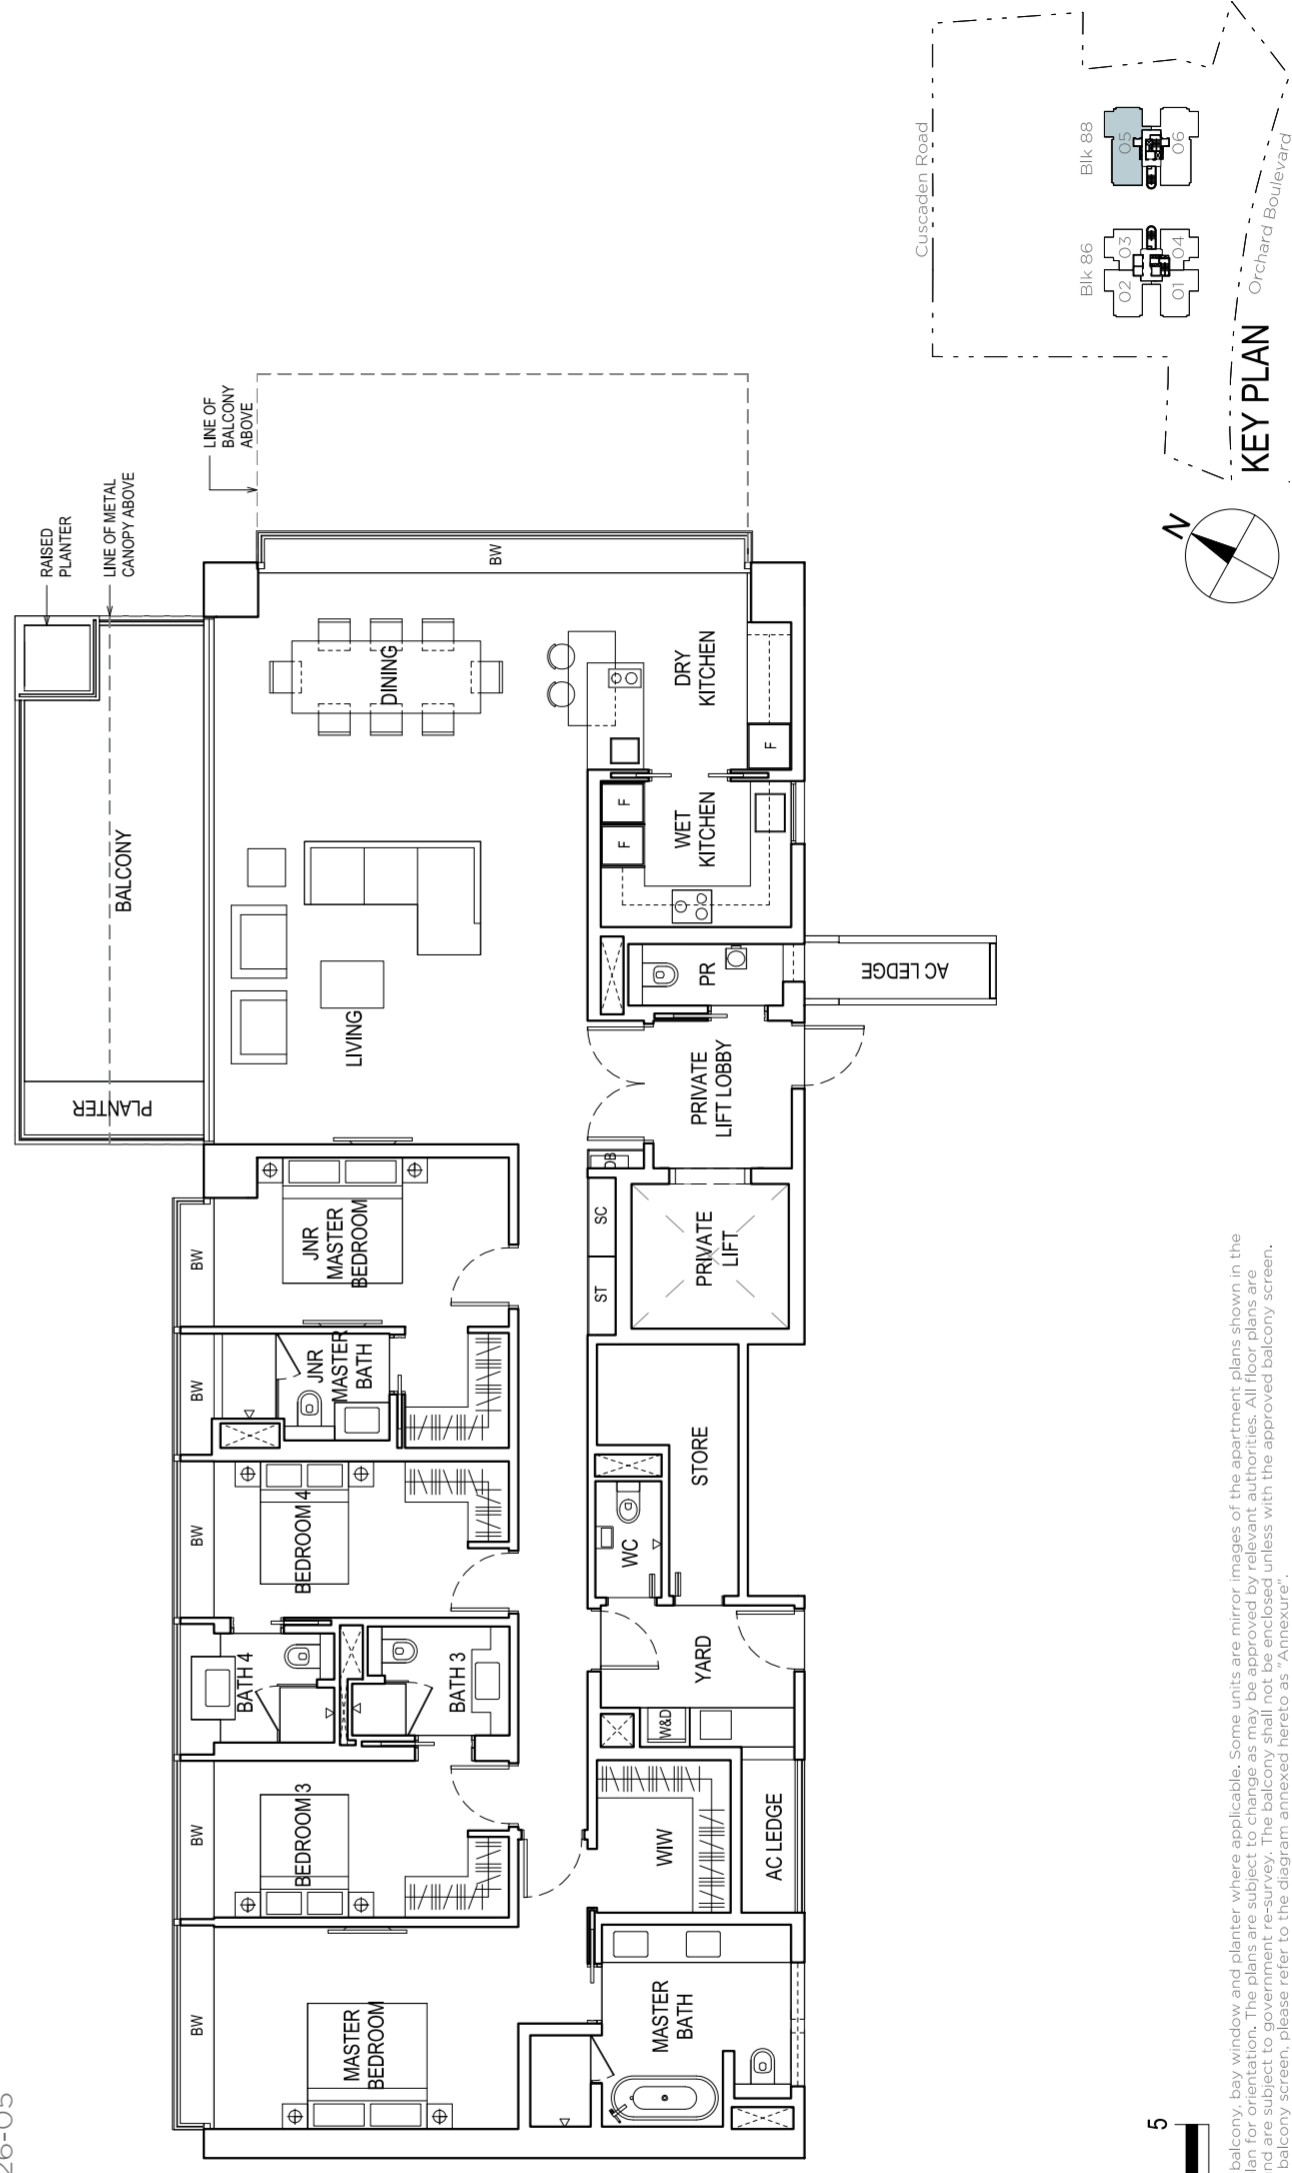 26-05
RAISED
PLANTER
LINE OF METAL
CANOPY ABOVE
LINE OF
BALCONY
ABOVE
PLANTER
BALCONY
BW
BW
BW
BW
BW
BW
MASTER
BEDROOM
BEDROOM 3
BATH 4
BATH 3
BEDROOM 4
JNR
MASTER
BATH
JNR
MASTER
BEDROOM
LIVING
DINING
MASTER
BATH
WIW
AC LEDGE
W&D
YARD
WC
STORE
ST
SC
DB
PRIVATE
LIFT
PRIVATE
LIFT LOBBY
PR
AC LEDGE
F
F
WET
KITCHEN
F
DRY
KITCHEN
Cuscaden Road
Blk 86
Blk 88
02
03
05
01
04
06
Orchard Boulevard
KEY PLAN
N
5
balcony, bay window and planter where applicable. Some units are mirror images of the apartment plans shown in the
lan for orientation. The plans are subject to change as may be approved by relevant authorities. All floor plans are
nd are subject to government re-survey. The balcony shall not be enclosed unless with the approved balcony screen.
balcony screen, please refer to the diagram annexed hereto as "Annexure".